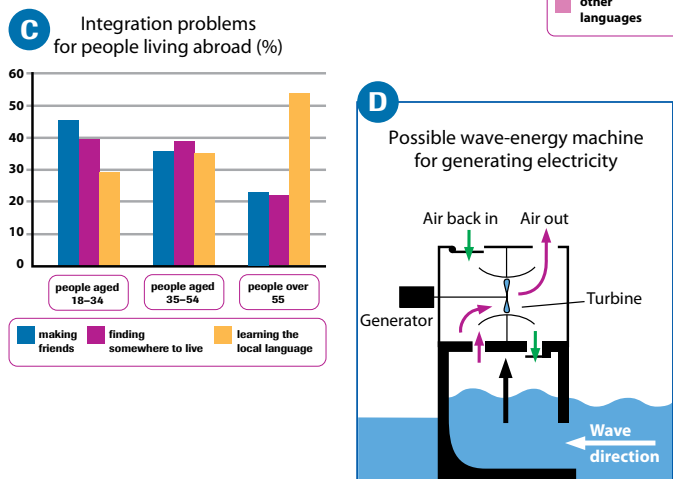 other
languages
C
Integration problems
for people living abroad (%)
60
50
40
30
20
10
0
people aged
18–34
people aged
35–54
people over
55
making
friends
finding
somewhere to live
learning the
local language
D
Possible wave-energy machine
for generating electricity
Air back in
Air out
Turbine
Generator
Wave
direction